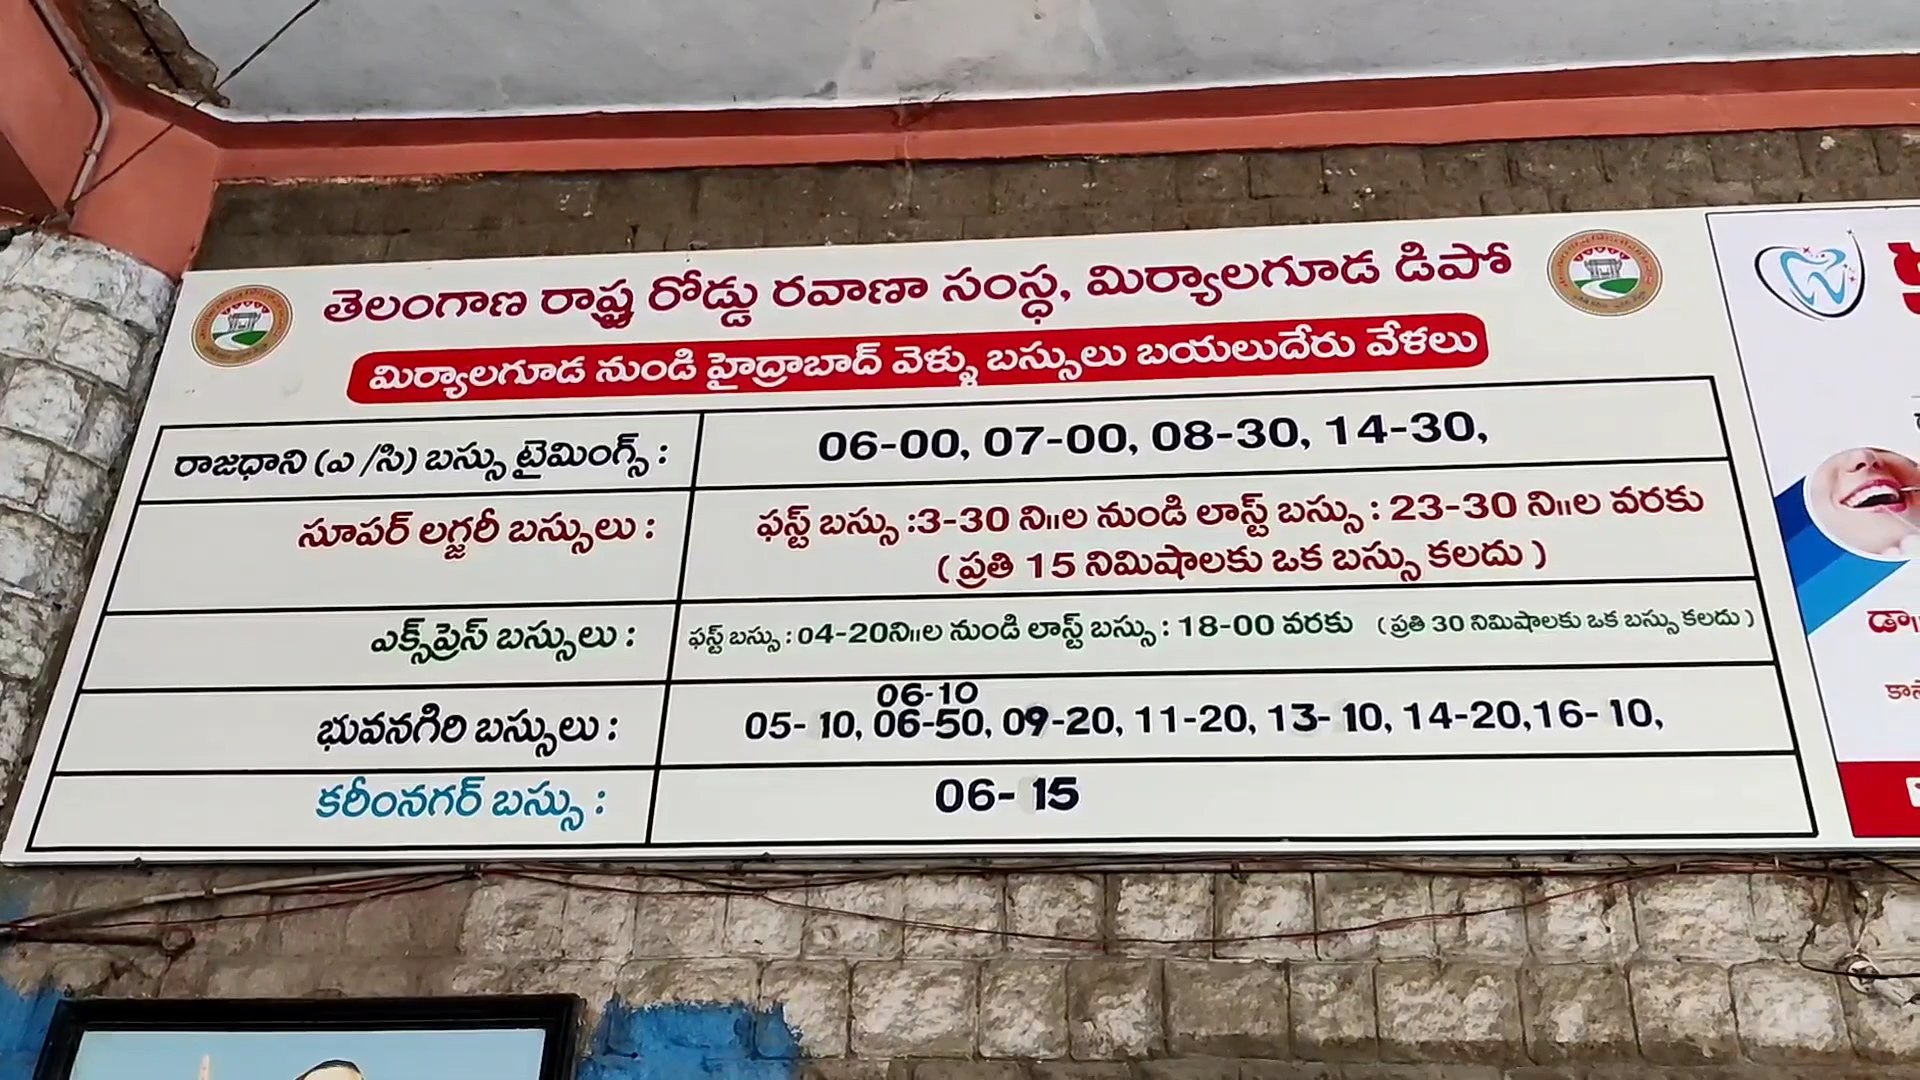 తెలంగాణ రాష్ట్ర రోడ్డు రవాణా సంస్థ, మిర్యాలగూడ డిపో
మిర్యాలగూడ నుండి హైద్రాబాద్ వెళ్ళు బస్సులు బయలుదేరు వేళలు
రాజధాని (ఎ /సి) బస్సు టైమింగ్స్ : 06-00, 07-00, 08-30, 14-30,
సూపర్ లగ్జరీ బస్సులు : ఫస్ట్ బస్సు :3-30 ని॥ల నుండి లాస్ట్ బస్సు : 23-30 ని॥ల వరకు
( ప్రతి 15 నిమిషాలకు ఒక బస్సు కలదు )
ఎక్స్‌ప్రెస్ బస్సులు : ఫస్ట్ బస్సు : 04-20ని॥ల నుండి లాస్ట్ బస్సు : 18-00 వరకు ( ప్రతి 30 నిమిషాలకు ఒక బస్సు కలదు )
06-10
భువనగిరి బస్సులు : 05- 10, 06-50, 09-20, 11-20, 13- 10, 14-20,16- 10,
కరీంనగర్ బస్సు : 06- 15
డా॥